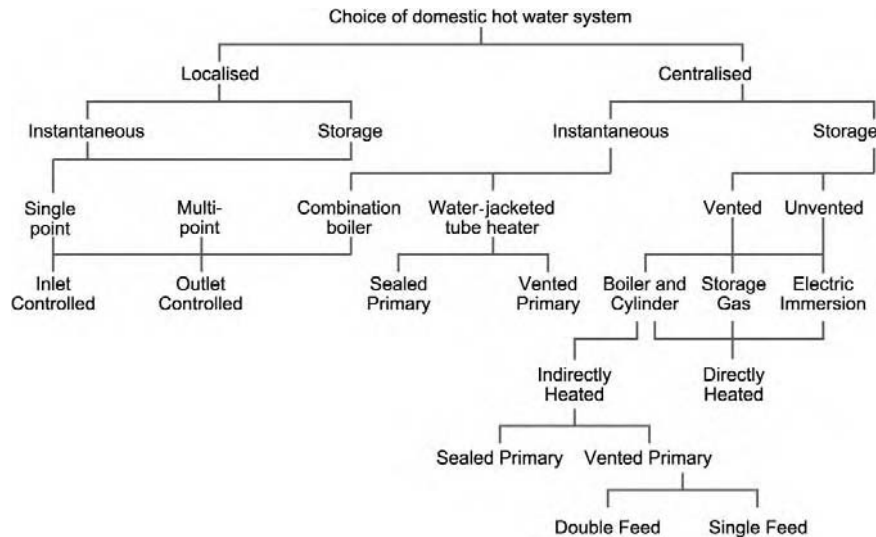 Choice of domestic hot water system
Localised
Centralised
Instantaneous
Storage
Instantaneous
Storage
Single
point
Multi-
point
Combination
boiler
Water-jacketed
tube heater
Vented
Unvented
Inlet
Controlled
Outlet
Controlled
Sealed
Primary
Vented
Primary
Boiler and
Cylinder
Storage
Gas
Electric
Immersion
Indirectly
Heated
Directly
Heated
Sealed Primary
Vented Primary
Double Feed
Single Feed